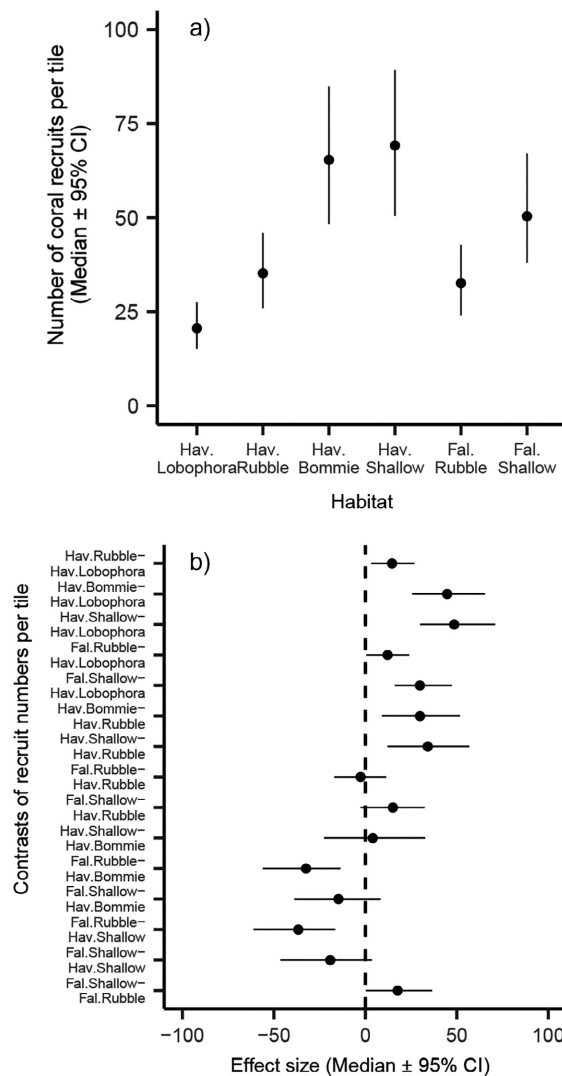 a)
Number of coral recruits per tile
(Median ± 95% CI)
100
75
50
25
0
Hav. Hav. Hav. Hav. Fal. Fal.
Lobophora Rubble Bommie Shallow Rubble Shallow
Habitat
b)
Contrasts of recruit numbers per tile
Hav.Rubble−
Hav.Lobophora
Hav.Bommie−
Hav.Lobophora
Hav.Shallow−
Hav.Lobophora
Fal.Rubble−
Hav.Lobophora
Fal.Shallow−
Hav.Lobophora
Hav.Bommie−
Hav.Rubble
Hav.Shallow−
Hav.Rubble
Fal.Rubble−
Hav.Rubble
Fal.Shallow−
Hav.Rubble
Hav.Shallow−
Hav.Bommie
Fal.Rubble−
Hav.Bommie
Fal.Shallow−
Hav.Bommie
Fal.Rubble−
Hav.Shallow
Fal.Shallow−
Hav.Shallow
Fal.Shallow−
Fal.Rubble
−100 −50 0 50 100
Effect size (Median ± 95% CI)